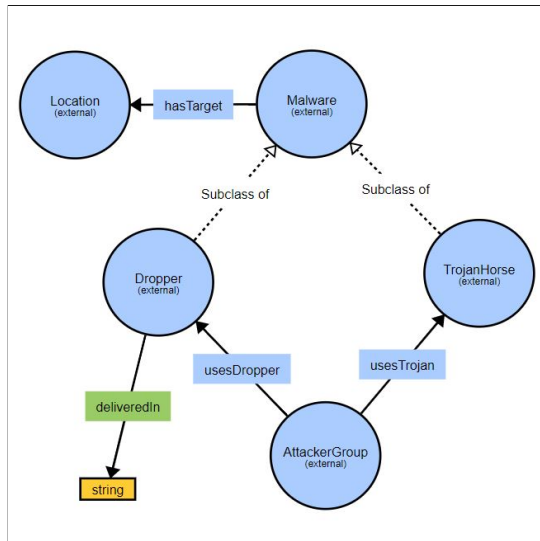 Location
(external)
hasTarget
Malware
(external)
Subclass of
Subclass of
Dropper
(external)
TrojanHorse
(external)
usesDropper
usesTrojan
deliveredIn
AttackerGroup
(external)
string